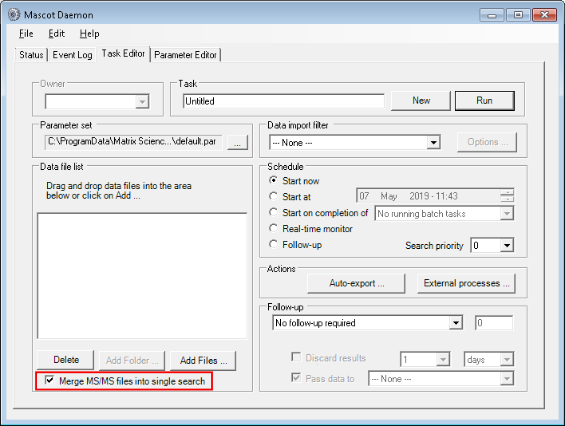 Mascot Daemon
File Edit Help
Status Event Log Task Editor Parameter Editor
Owner
Task
Untitled
New
Run
Parameter set
C:\ProgramData\Matrix Scienc...\default.par
...
Data import filter
--- None ---
Options ...
Data file list
Drag and drop data files into the area
below or click on Add ...
Delete
Add Folder ...
Add Files ...
Merge MS/MS files into single search
Schedule
Start now
Start at
07 May 2019 - 11:43
Start on completion of
No running batch tasks
Real-time monitor
Follow-up
Search priority
0
Actions
Auto-export ...
External processes ...
Follow-up
No follow-up required
0
Discard results
1
days
Pass data to
--- None ---